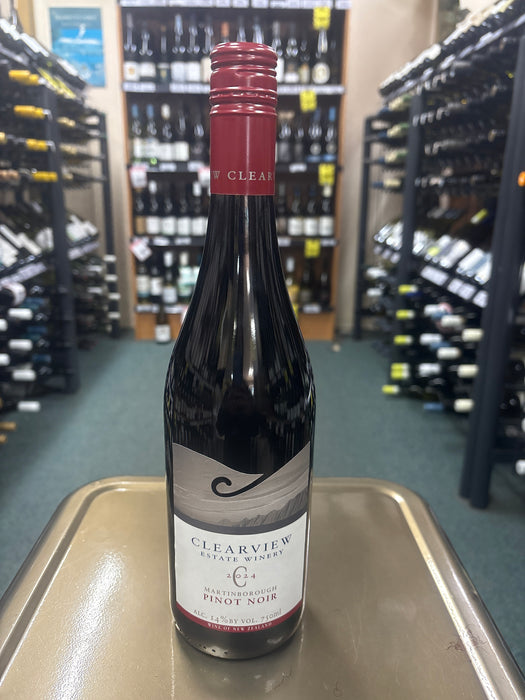 W CLEAR
CLEARVIEW
ESTATE WINERY
C
2024
MARTINBOROUGH
PINOT NOIR
ALC. 14% BY VOL. 750ml
WINE OF NEW ZEALAND